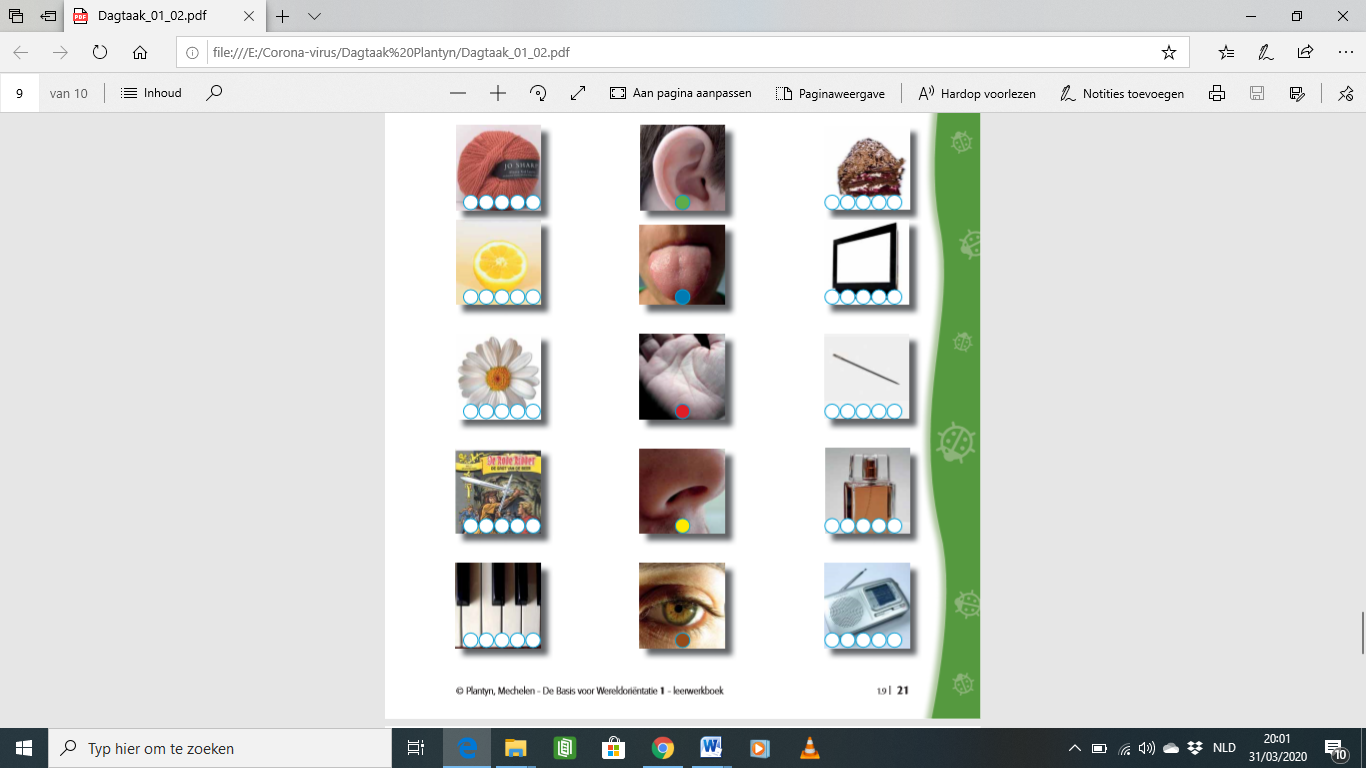 Dagtaak_01_02.pdf
file:///E:/Corona-virus/Dagtaak%20Plantyn/Dagtaak_01_02.pdf
9 van 10 Inhoud Aan pagina aanpassen Paginaweergave Hardop voorlezen Notities toevoegen
JO SHARP
De Rode Ridder
© Plantyn, Mechelen - De Basis voor Wereldoriëntatie 1 - leerwerkboek 1.9 | 21
Typ hier om te zoeken
NLD
20:01
31/03/2020
10